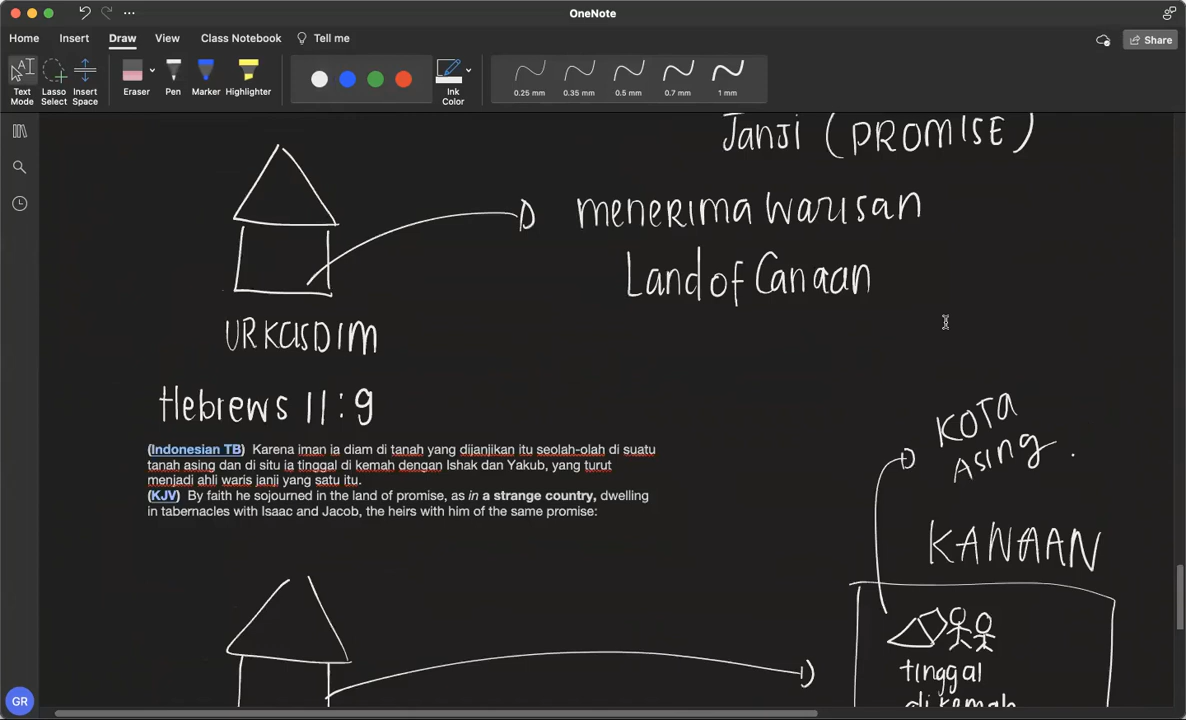 OneNote
Home Insert Draw View Class Notebook Tell me
Share
Text Mode
Lasso Select
Insert Space
Eraser
Pen
Marker
Highlighter
Ink Color
0.25 mm
0.35 mm
0.5 mm
0.7 mm
1 mm
Janji (PROMISE)
menerima warisan
Land of Canaan
UR KASDIM
Hebrews 11:9
(Indonesian TB) Karena iman ia diam di tanah yang dijanjikan itu seolah-olah di suatu
tanah asing dan di situ ia tinggal di kemah dengan Ishak dan Yakub, yang turut
menjadi ahli waris janji yang satu itu.
(KJV) By faith he sojourned in the land of promise, as in a strange country, dwelling
in tabernacles with Isaac and Jacob, the heirs with him of the same promise:
KOTA
Asing.
KANAAN
tinggal
di kemah
GR